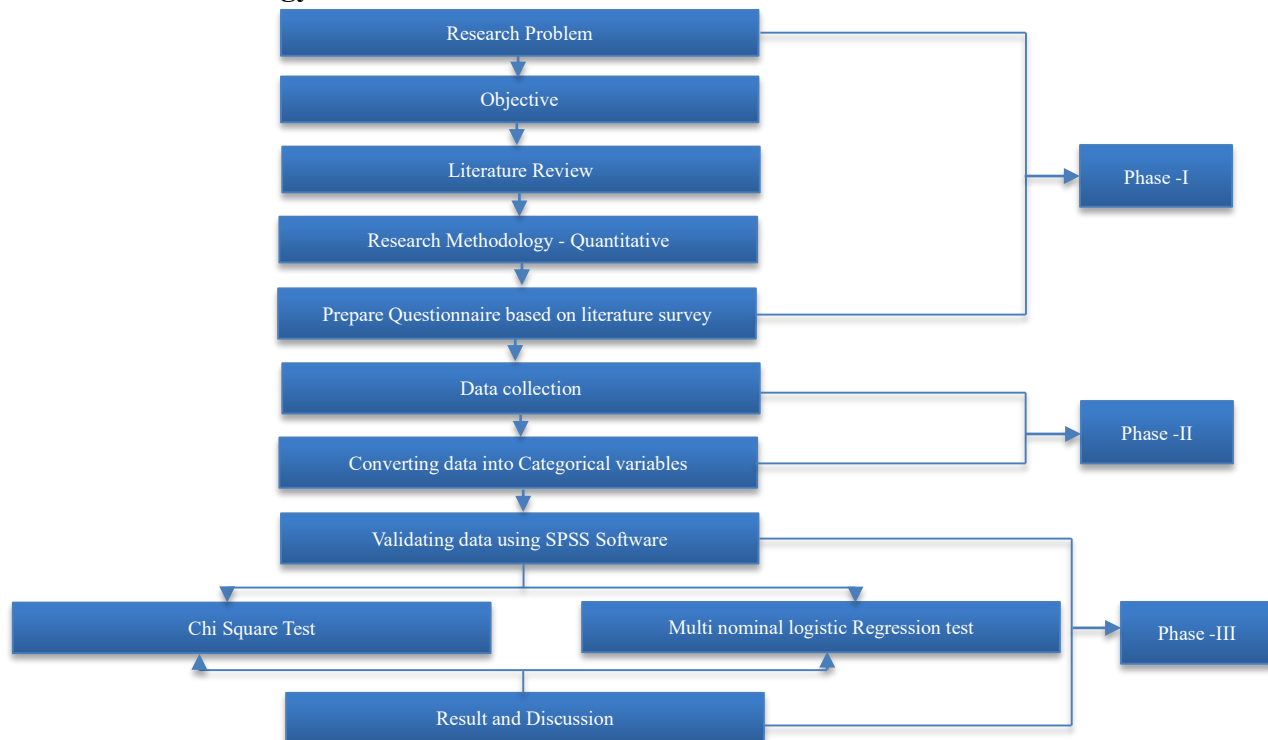 Research Problem
Objective
Literature Review
Phase -I
Research Methodology - Quantitative
Prepare Questionnaire based on literature survey
Data collection
Phase -II
Converting data into Categorical variables
Validating data using SPSS Software
Chi Square Test
Multi nominal logistic Regression test
Phase -III
Result and Discussion